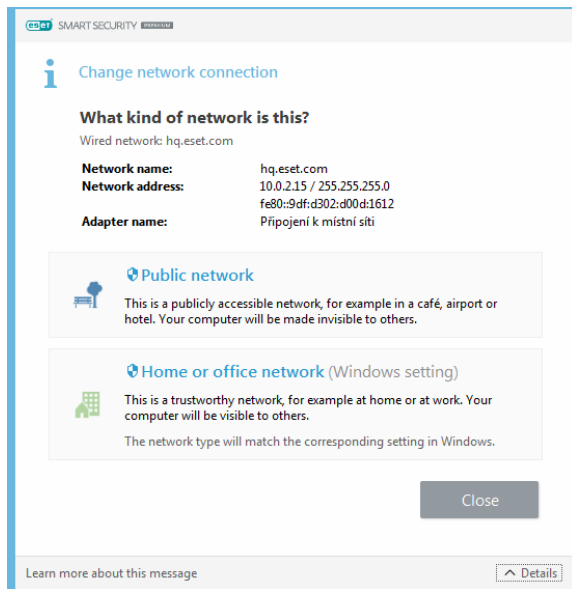 eset SMART SECURITY PREMIUM
Change network connection
What kind of network is this?
Wired network: hq.eset.com
Network name: hq.eset.com
Network address: 10.0.2.15 / 255.255.255.0
fe80::9df:d302:d00d:1612
Adapter name: Připojení k místní síti
Public network
This is a publicly accessible network, for example in a café, airport or
hotel. Your computer will be made invisible to others.
Home or office network (Windows setting)
This is a trustworthy network, for example at home or at work. Your
computer will be visible to others.
The network type will match the corresponding setting in Windows.
Close
Learn more about this message Details